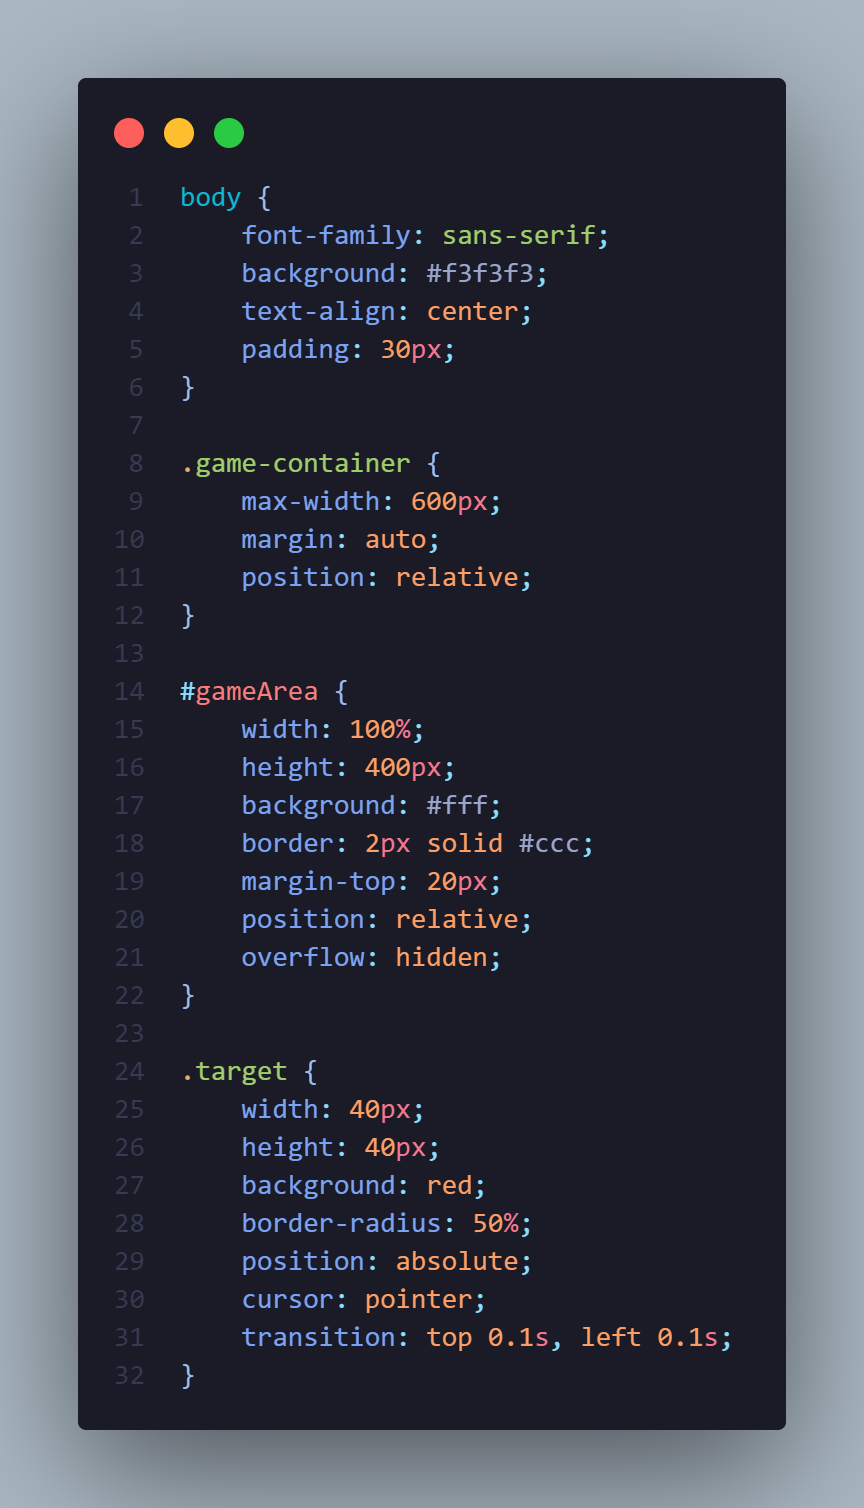 1 body {
2     font-family: sans-serif;
3     background: #f3f3f3;
4     text-align: center;
5     padding: 30px;
6 }
7
8 .game-container {
9     max-width: 600px;
10     margin: auto;
11     position: relative;
12 }
13
14 #gameArea {
15     width: 100%;
16     height: 400px;
17     background: #fff;
18     border: 2px solid #ccc;
19     margin-top: 20px;
20     position: relative;
21     overflow: hidden;
22 }
23
24 .target {
25     width: 40px;
26     height: 40px;
27     background: red;
28     border-radius: 50%;
29     position: absolute;
30     cursor: pointer;
31     transition: top 0.1s, left 0.1s;
32 }